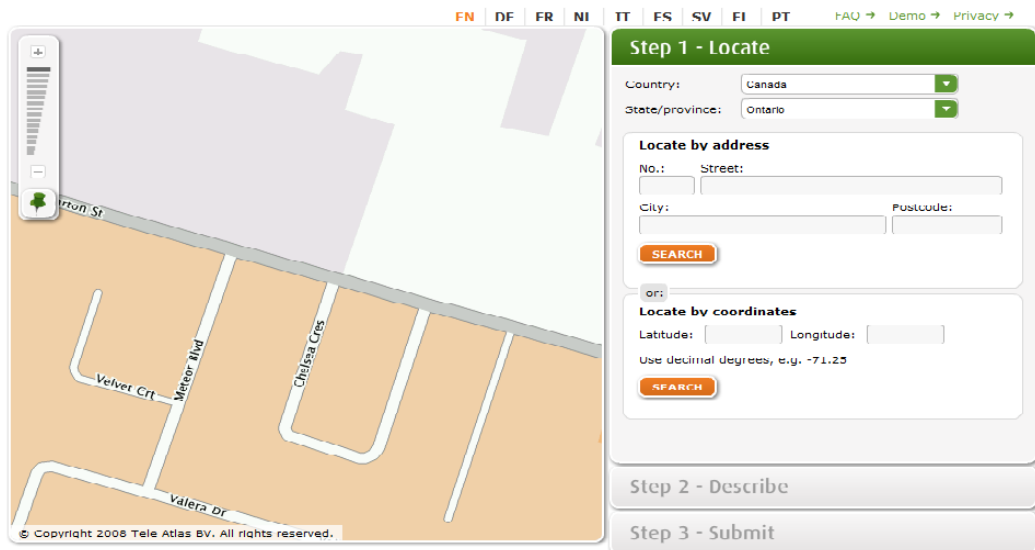 EN DE FR NL IT ES SV FI PT FAQ → Demo → Privacy →
Step 1 - Locate
Country: Canada
State/province: Ontario
Locate by address
No.: Street:
City: Postcode:
SEARCH
or:
Locate by coordinates
Latitude: Longitude:
Use decimal degrees, e.g. -71.25
SEARCH
Step 2 - Describe
Step 3 - Submit
rton St
Meteor Blvd
Chelsea Cres
Velvet Crt
Valera Dr
© Copyright 2008 Tele Atlas BV. All rights reserved.